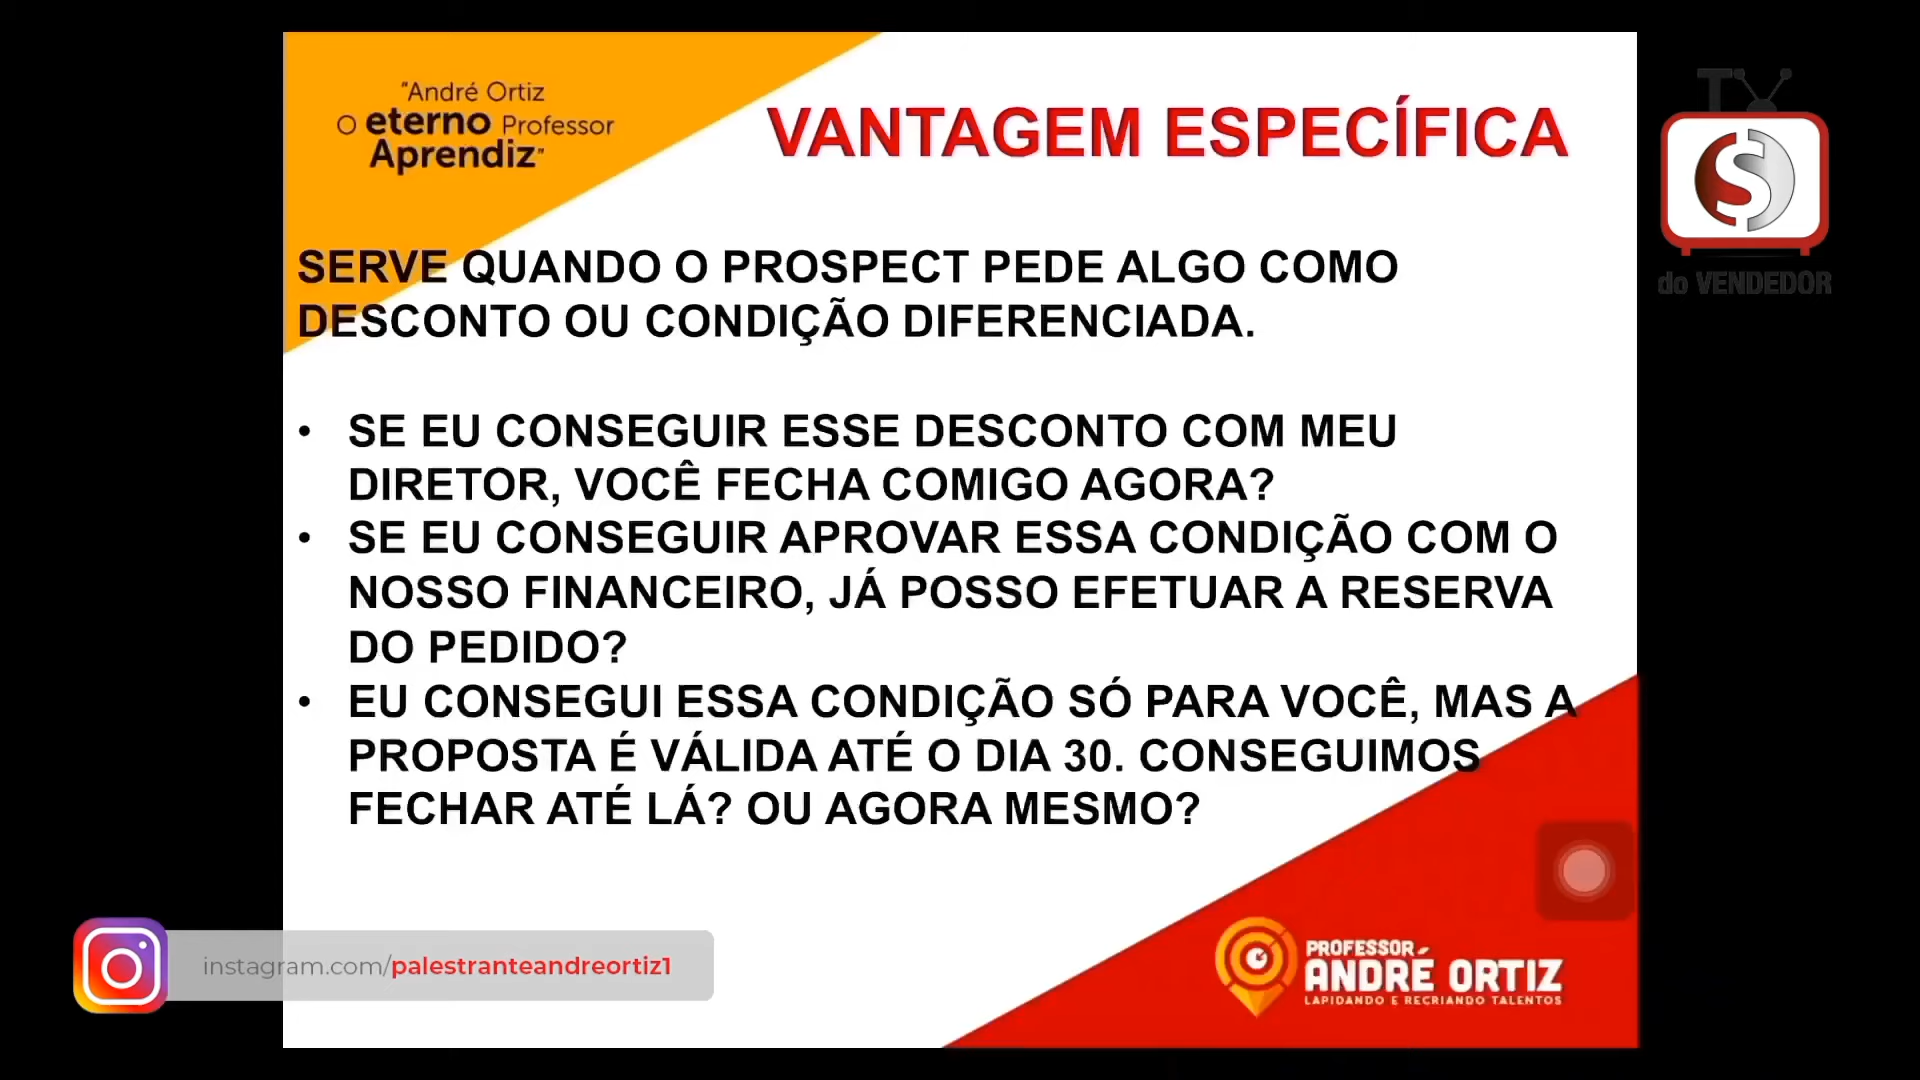 "André Ortiz
O eterno Professor
Aprendiz"
VANTAGEM ESPECÍFICA
TV
do VENDEDOR
SERVE QUANDO O PROSPECT PEDE ALGO COMO
DESCONTO OU CONDIÇÃO DIFERENCIADA.
• SE EU CONSEGUIR ESSE DESCONTO COM MEU
DIRETOR, VOCÊ FECHA COMIGO AGORA?
• SE EU CONSEGUIR APROVAR ESSA CONDIÇÃO COM O
NOSSO FINANCEIRO, JÁ POSSO EFETUAR A RESERVA
DO PEDIDO?
• EU CONSEGUI ESSA CONDIÇÃO SÓ PARA VOCÊ, MAS A
PROPOSTA É VÁLIDA ATÉ O DIA 30. CONSEGUIMOS
FECHAR ATÉ LÁ? OU AGORA MESMO?
instagram.com/palestranteandreortiz1
PROFESSOR
ANDRÉ ORTIZ
LAPIDANDO E RECRIANDO TALENTOS